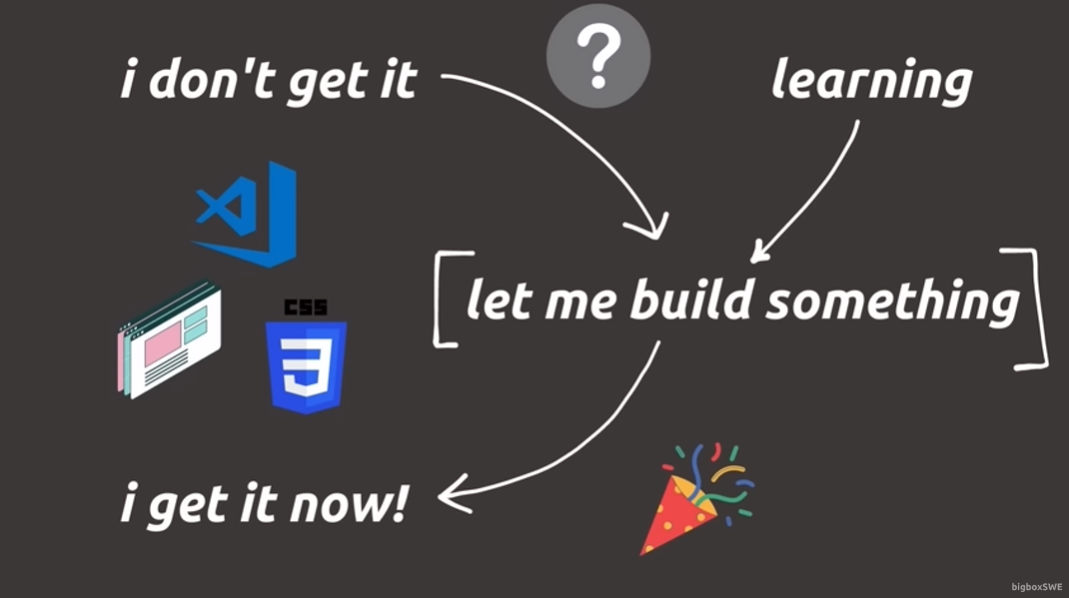 i don't get it
?
learning
let me build something
CSS
3
i get it now!
bigboxSWE